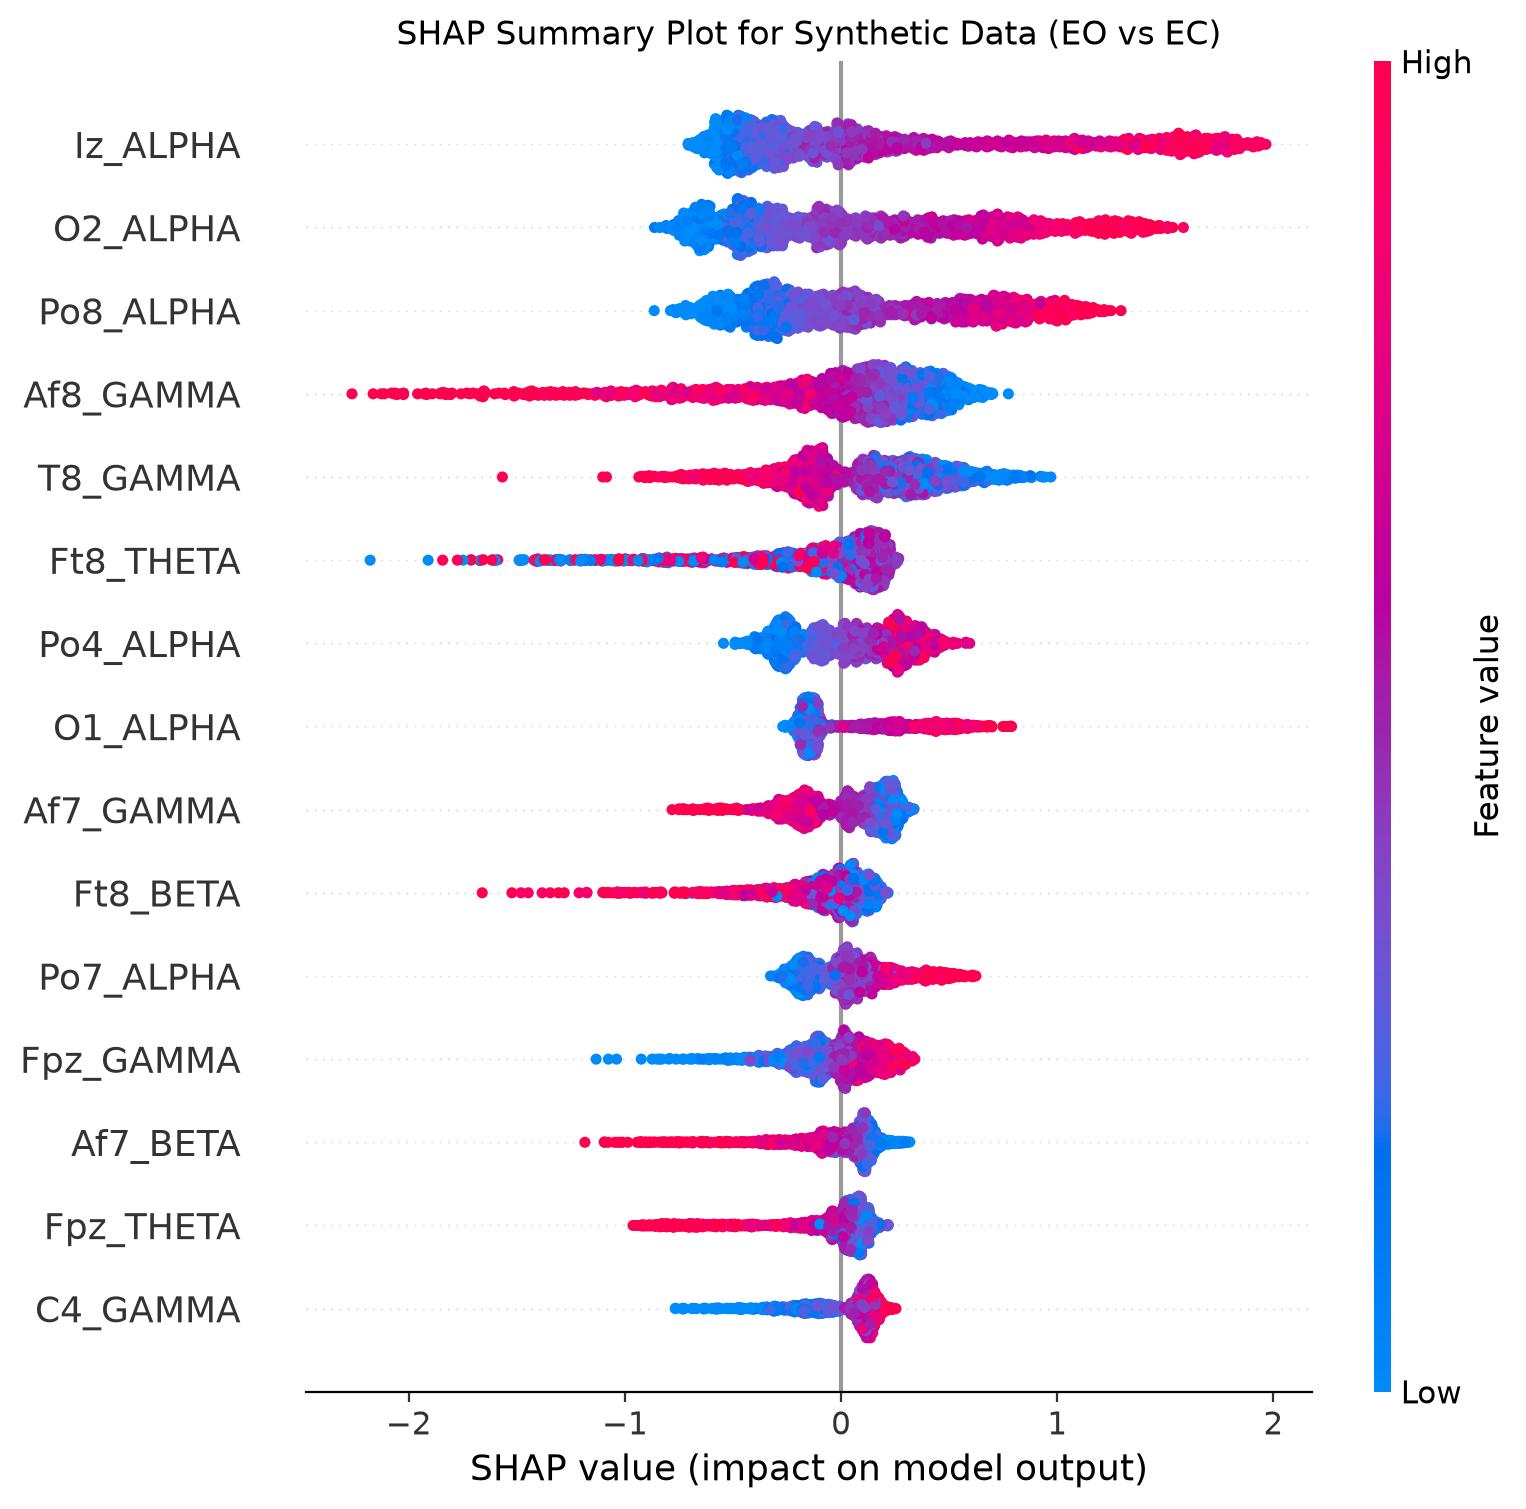 SHAP Summary Plot for Synthetic Data (EO vs EC)
High
Iz_ALPHA
O2_ALPHA
Po8_ALPHA
Af8_GAMMA
T8_GAMMA
Ft8_THETA
Po4_ALPHA
O1_ALPHA
Af7_GAMMA
Ft8_BETA
Po7_ALPHA
Fpz_GAMMA
Af7_BETA
Fpz_THETA
C4_GAMMA
Feature value
Low
−2 −1 0 1 2
SHAP value (impact on model output)